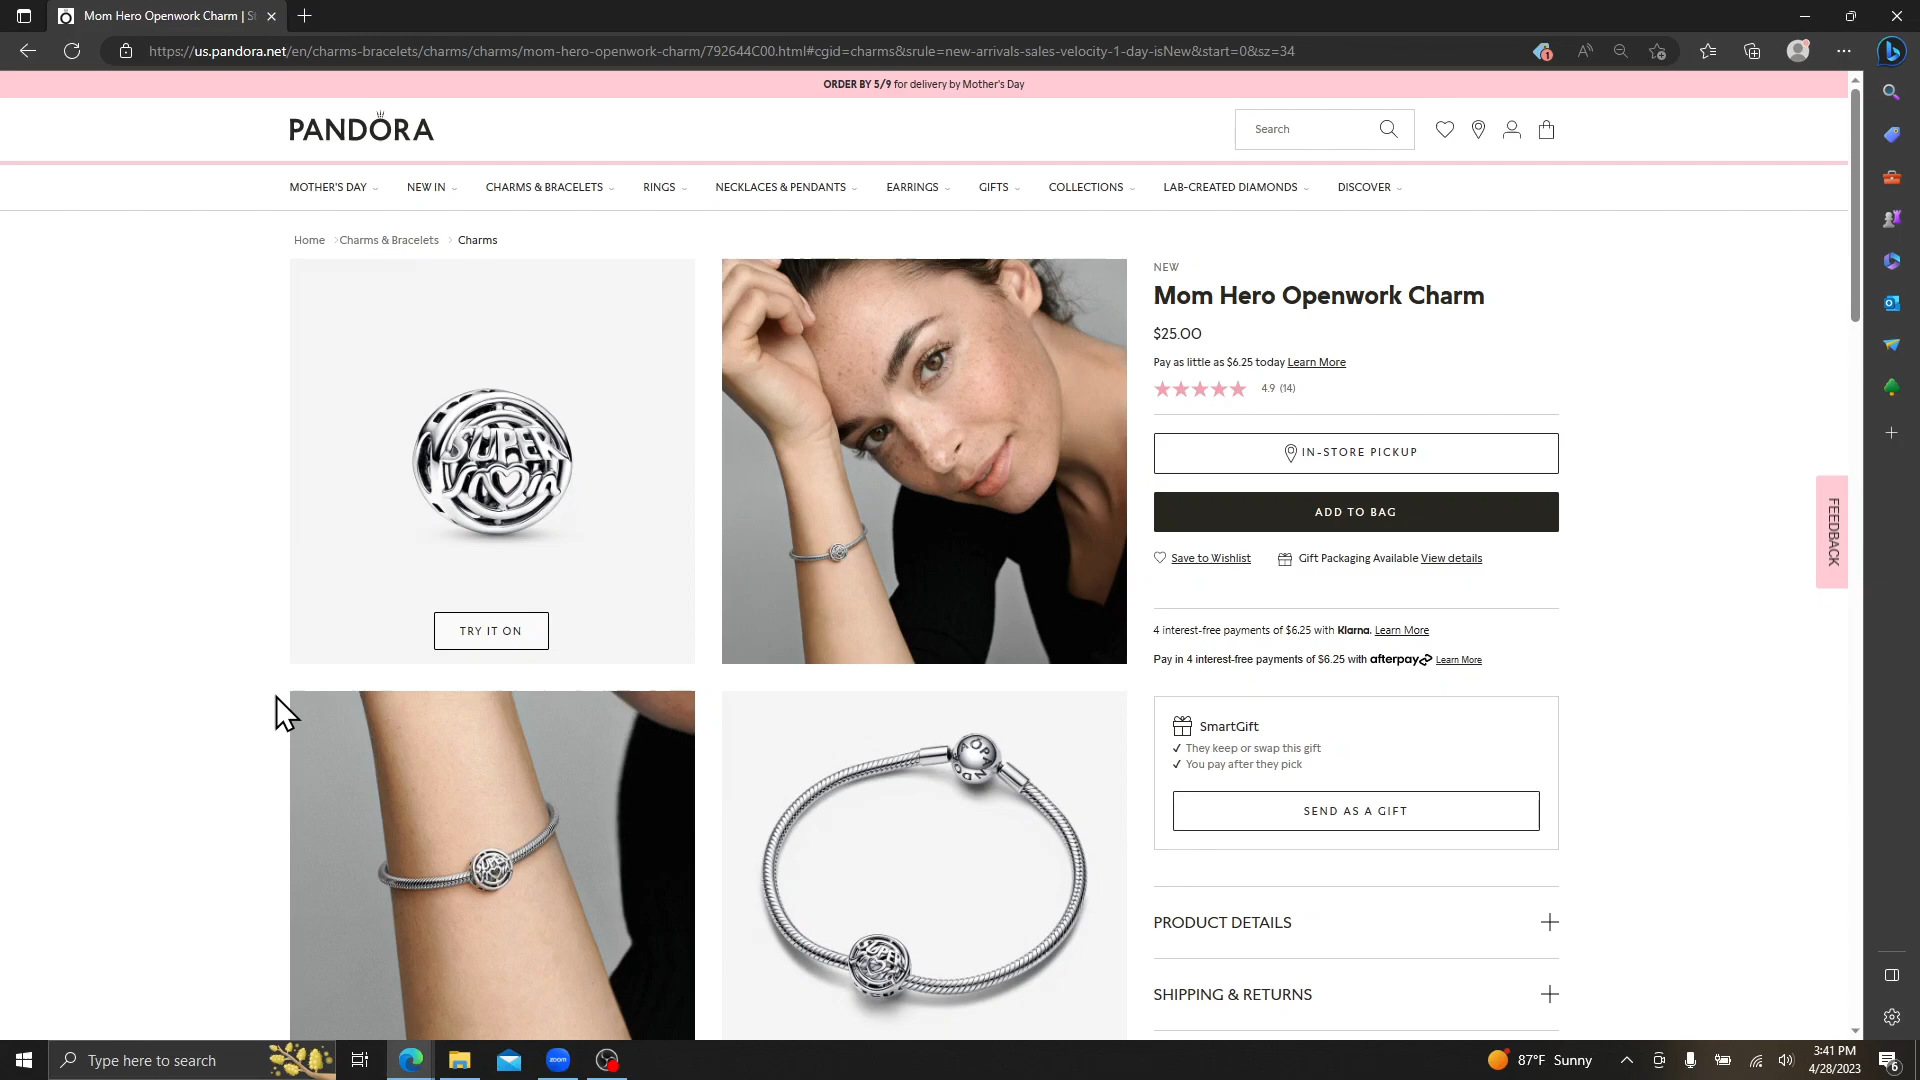 Mom Hero Openwork Charm | St
https://us.pandora.net/en/charms-bracelets/charms/charms/mom-hero-openwork-charm/792644C00.html#cgid=charms&srule=new-arrivals-sales-velocity-1-day-isNew&start=0&sz=34
1
ORDER BY 5/9 for delivery by Mother's Day
PANDORA
Search
MOTHER'S DAY
NEW IN
CHARMS & BRACELETS
RINGS
NECKLACES & PENDANTS
EARRINGS
GIFTS
COLLECTIONS
LAB-CREATED DIAMONDS
DISCOVER
Home > Charms & Bracelets > Charms
SUPER
mom
TRY IT ON
NEW
Mom Hero Openwork Charm
$25.00
Pay as little as $6.25 today Learn More
4.9 (14)
IN-STORE PICKUP
ADD TO BAG
Save to Wishlist
Gift Packaging Available View details
4 interest-free payments of $6.25 with Klarna. Learn More
Pay in 4 interest-free payments of $6.25 with afterpay Learn More
SmartGift
✓ They keep or swap this gift
✓ You pay after they pick
SEND AS A GIFT
PRODUCT DETAILS
SHIPPING & RETURNS
FEEDBACK
SUPER
mom
SUPER
Type here to search
zoom
87°F Sunny
3:41 PM
4/28/2023
6